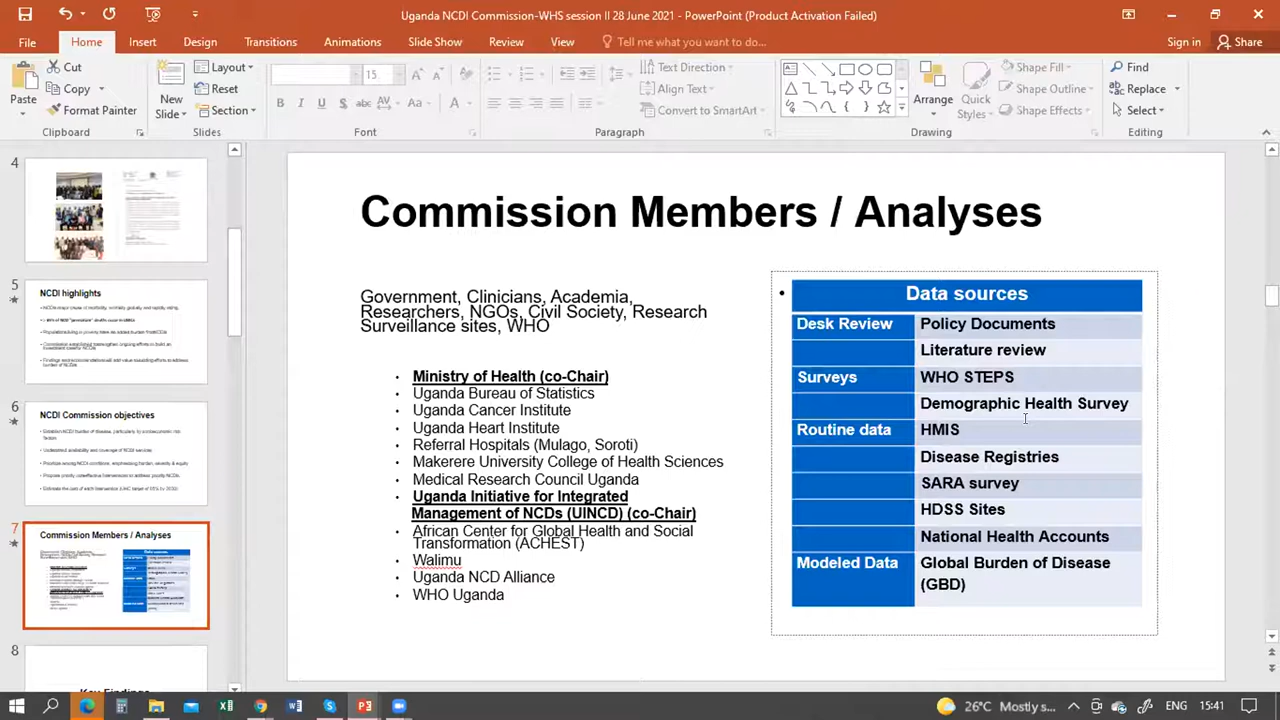 Uganda NCDI Commission-WHS session II 28 June 2021 - PowerPoint (Product Activation Failed)
File Home Insert Design Transitions Animations Slide Show Review View Tell me what you want to do... Sign in Share
Cut
Copy
Format Painter
Paste
Clipboard
New
Slide
Layout
Reset
Section
Slides
15
Font
Text Direction
Align Text
Convert to SmartArt
Paragraph
Arrange
Quick
Styles
Shape Fill
Shape Outline
Shape Effects
Drawing
Find
Replace
Select
Editing
4
5
NCDI highlights
6
NCDI Commission objectives
7
Commission Members / Analyses
8
Key Findings
Commission Members / Analyses
Government, Clinicians, Academia,
Researchers, NGOs, Civil Society, Research
Surveillance sites, WHO
• Ministry of Health (co-Chair)
• Uganda Bureau of Statistics
• Uganda Cancer Institute
• Uganda Heart Institute
• Referral Hospitals (Mulago, Soroti)
• Makerere University College of Health Sciences
• Medical Research Council Uganda
• Uganda Initiative for Integrated
Management of NCDs (UINCD) (co-Chair)
• African Center for Global Health and Social
Transformation (ACHEST)
• Walimu
• Uganda NCD Alliance
• WHO Uganda
• Data sources
Desk Review Policy Documents
Literature review
Surveys WHO STEPS
Demographic Health Survey
Routine data HMIS
Disease Registries
SARA survey
HDSS Sites
National Health Accounts
Modeled Data Global Burden of Disease
(GBD)
26°C Mostly s... ENG 15:41